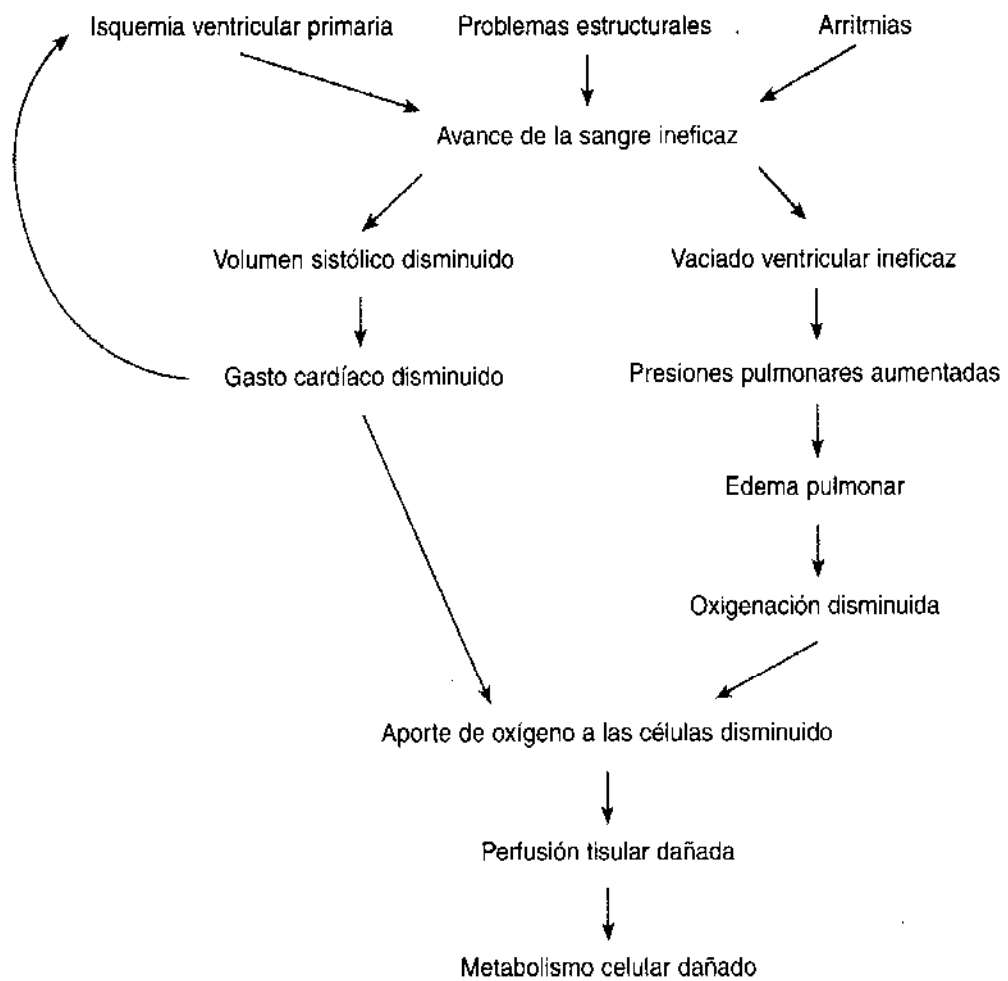 Isquemia ventricular primaria
Problemas estructurales
Arritmias
Avance de la sangre ineficaz
Volumen sistólico disminuido
Vaciado ventricular ineficaz
Gasto cardíaco disminuido
Presiones pulmonares aumentadas
Edema pulmonar
Oxigenación disminuida
Aporte de oxígeno a las células disminuido
Perfusión tisular dañada
Metabolismo celular dañado